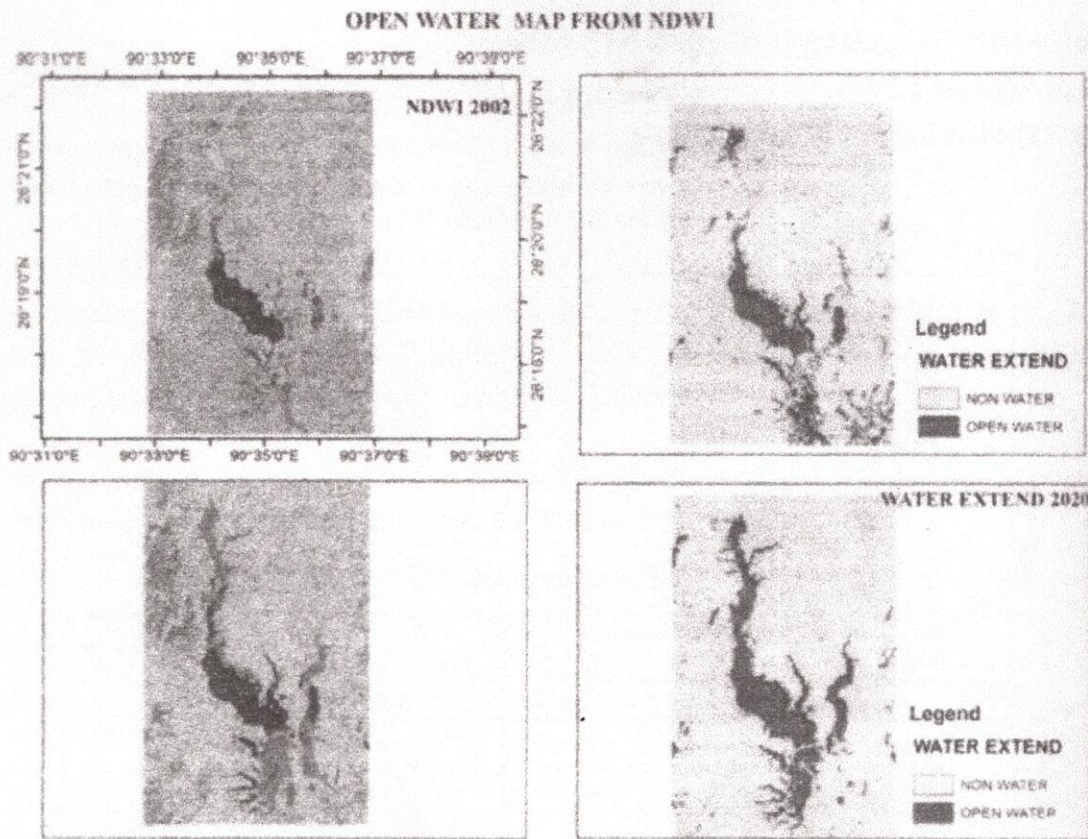 OPEN WATER MAP FROM NDWI
90°31'0"E 90°33'0"E 90°35'0"E 90°37'0"E 90°39'0"E
NDWI 2002
26°21'0"N
26°19'0"N
26°22'0"N
26°20'0"N
26°18'0"N
Legend
WATER EXTEND
NON WATER
OPEN WATER
90°31'0"E 90°33'0"E 90°35'0"E 90°37'0"E 90°39'0"E
WATER EXTEND 2020
Legend
WATER EXTEND
NON WATER
OPEN WATER